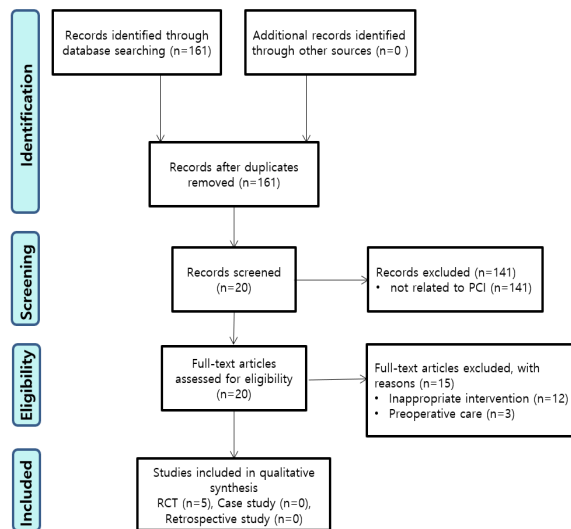 Identification
Records identified through
database searching (n=161)
Additional records identified
through other sources (n=0 )
Records after duplicates
removed (n=161)
Screening
Records screened
(n=20)
Records excluded (n=141)
• not related to PCI (n=141)
Eligibility
Full-text articles
assessed for eligibility
(n=20)
Full-text articles excluded, with
reasons (n=15)
• Inappropriate intervention (n=12)
• Preoperative care (n=3)
Included
Studies included in qualitative
synthesis
RCT (n=5), Case study (n=0),
Retrospective study (n=0)